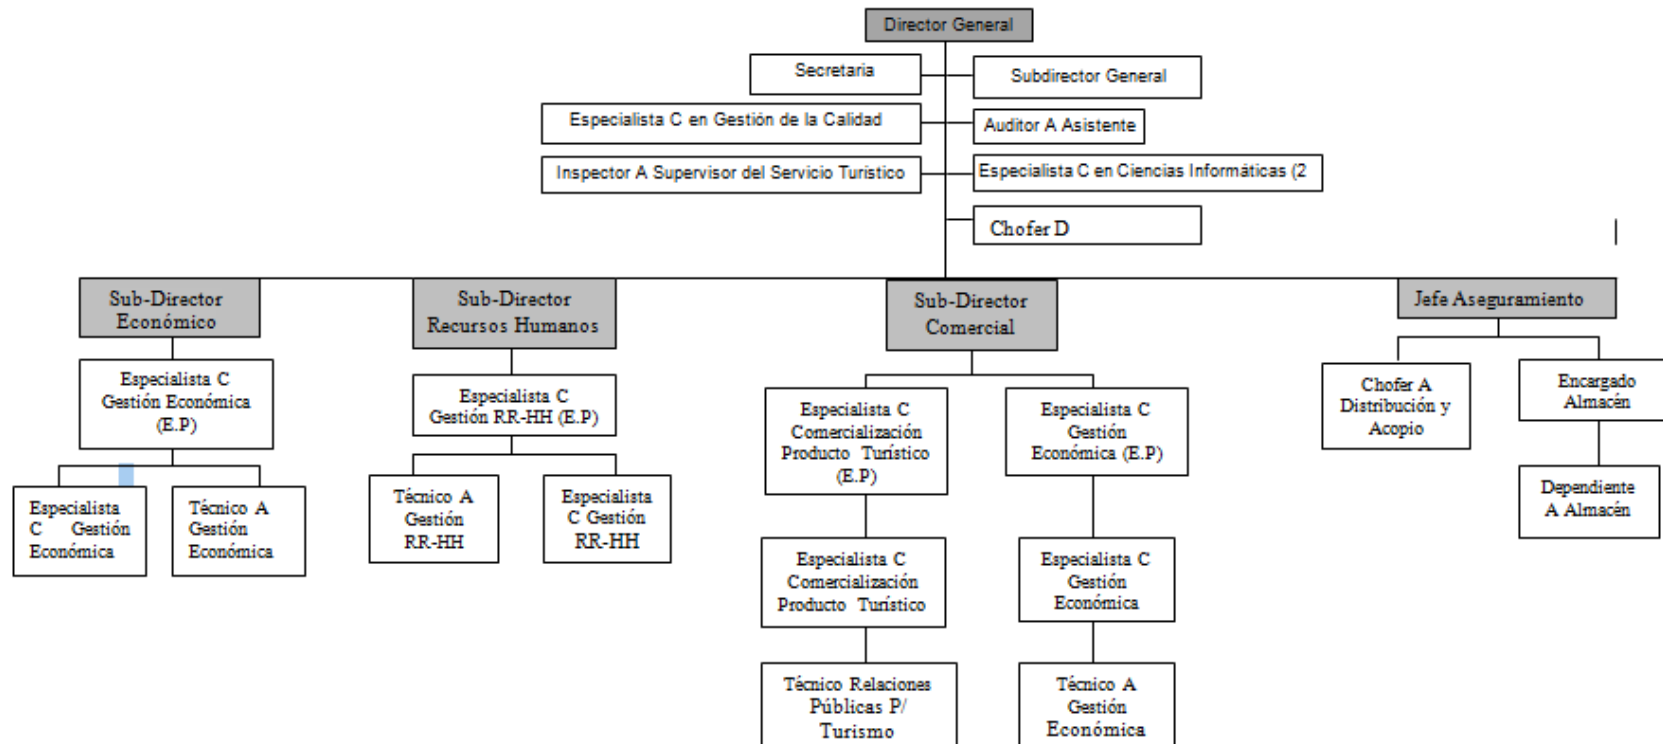 Director General
Secretaria
Subdirector General
Especialista C en Gestión de la Calidad
Auditor A Asistente
Inspector A Supervisor del Servicio Turístico
Especialista C en Ciencias Informáticas (2
Chofer D
Sub-Director
Económico
Sub-Director
Recursos Humanos
Sub-Director
Comercial
Jefe Aseguramiento
Especialista C
Gestión Económica
(E.P)
Especialista
C Gestión
Económica
Técnico A
Gestión
Económica
Especialista C
Gestión RR-HH (E.P)
Técnico A
Gestión
RR-HH
Especialista
C Gestión
RR-HH
Especialista C
Comercialización
Producto Turístico
(E.P)
Especialista C
Comercialización
Producto Turístico
Técnico Relaciones
Públicas P/
Turismo
Especialista C
Gestión
Económica (E.P)
Especialista C
Gestión
Económica
Técnico A
Gestión
Económica
Chofer A
Distribución y
Acopio
Encargado
Almacén
Dependiente
A Almacén